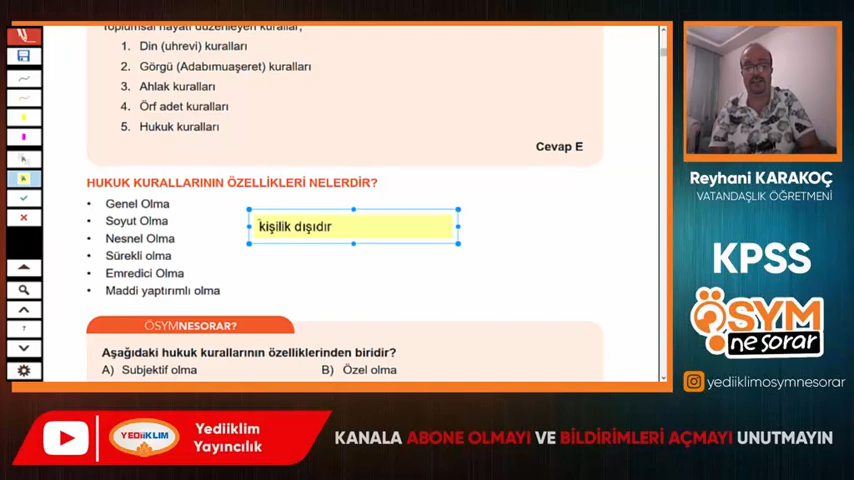 Toplumsal hayatı düzenleyen kurallar;
1. Din (uhrevi) kuralları
2. Görgü (Adabımuaşeret) kuralları
3. Ahlak kuralları
4. Örf adet kuralları
5. Hukuk kuralları
Cevap E
HUKUK KURALLARININ ÖZELLİKLERİ NELERDİR?
• Genel Olma
• Soyut Olma
• Nesnel Olma
• Sürekli olma
• Emredici Olma
• Maddi yaptırımlı olma
kişilik dışıdır
ÖSYMNESORAR?
Aşağıdaki hukuk kurallarının özelliklerinden biridir?
A) Subjektif olma B) Özel olma
Reyhani KARAKOÇ
VATANDAŞLIK ÖĞRETMENİ
KPSS
ÖSYM
ne sorar
yediiklimosymnesorar
YEDİİKLİM
Yediiklim
Yayıncılık
KANALA ABONE OLMAYI VE BİLDİRİMLERİ AÇMAYI UNUTMAYIN